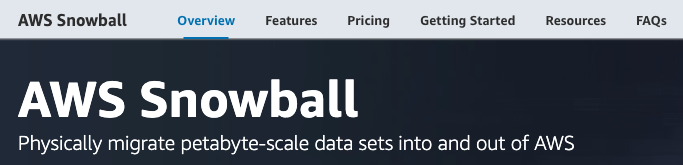 AWS Snowball Overview Features Pricing Getting Started Resources FAQs
AWS Snowball
Physically migrate petabyte-scale data sets into and out of AWS